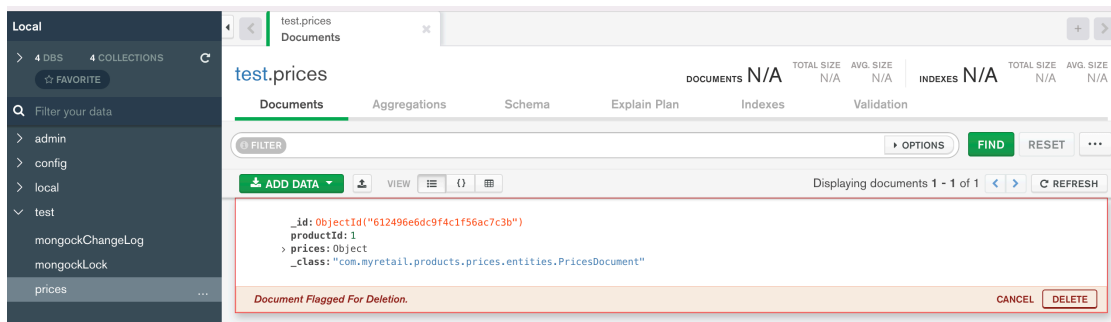 Local
4 DBS 4 COLLECTIONS
FAVORITE
Filter your data
admin
config
local
test
mongockChangeLog
mongockLock
prices
...
test.prices
Documents
test.prices
DOCUMENTS N/A TOTAL SIZE N/A AVG. SIZE N/A INDEXES N/A TOTAL SIZE N/A AVG. SIZE N/A
Documents Aggregations Schema Explain Plan Indexes Validation
FILTER OPTIONS FIND RESET ...
ADD DATA VIEW {} Displaying documents 1 - 1 of 1 < > REFRESH
_id: ObjectId("612496e6dc9f4c1f56ac7c3b")
productId: 1
> prices: Object
_class: "com.myretail.products.prices.entities.PricesDocument"
Document Flagged For Deletion. CANCEL DELETE